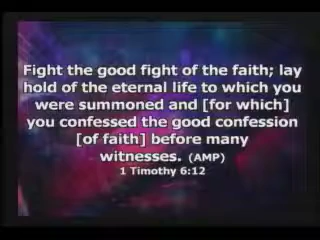 Fight the good fight of the faith; lay
hold of the eternal life to which you
were summoned and [for which]
you confessed the good confession
[of faith] before many
witnesses. (AMP)
1 Timothy 6:12